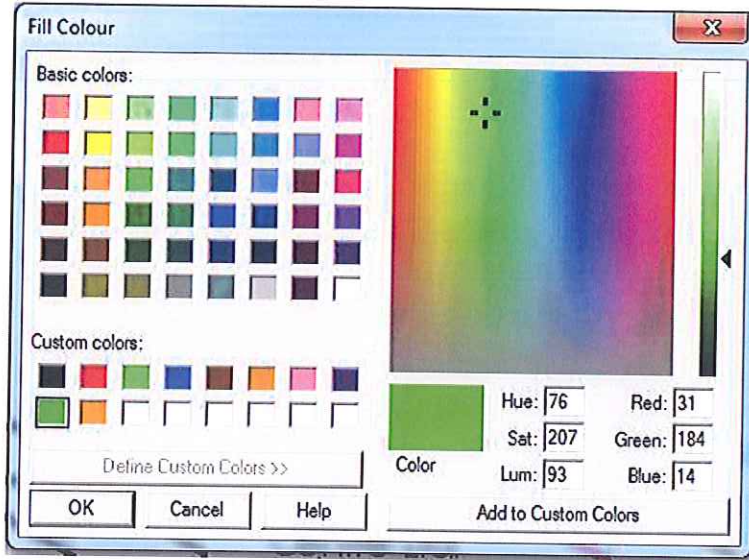 Fill Colour
Basic colors:
Custom colors:
Define Custom Colors >>
OK
Cancel
Help
Color
Hue: 76
Sat: 207
Lum: 93
Red: 31
Green: 184
Blue: 14
Add to Custom Colors